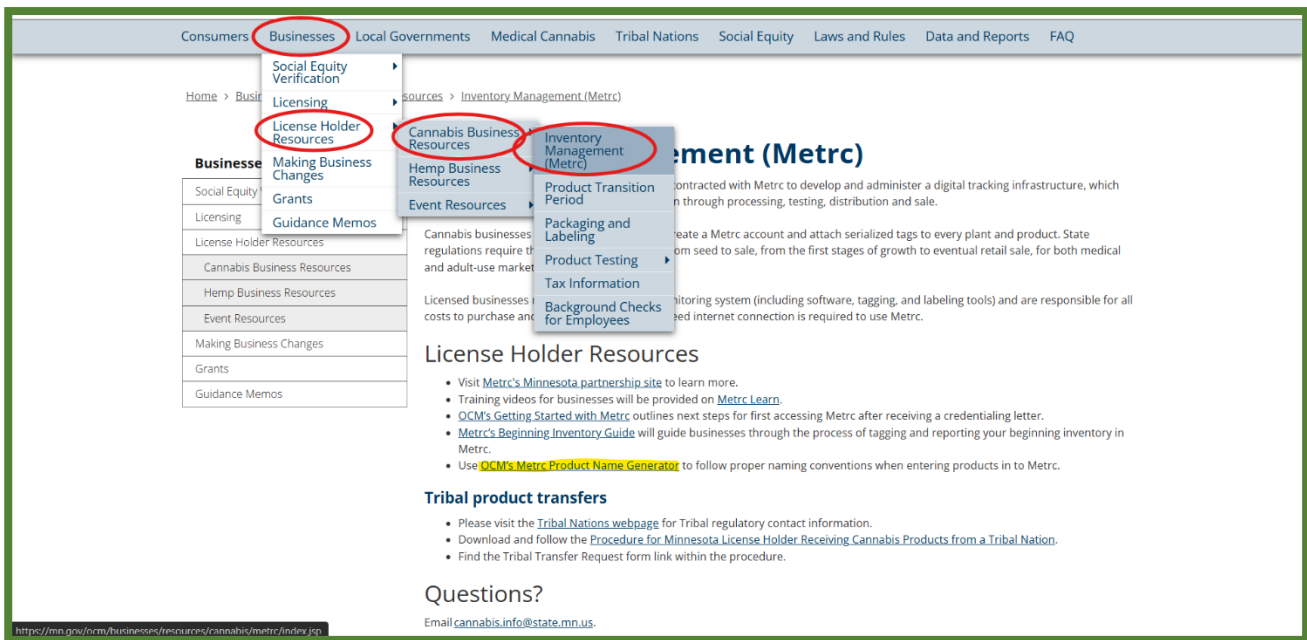 Consumers Businesses Local Governments Medical Cannabis Tribal Nations Social Equity Laws and Rules Data and Reports FAQ
Social Equity
Verification
Licensing
License Holder
Resources
Making Business
Changes
Grants
Guidance Memos
Cannabis Business
Resources
Hemp Business
Resources
Event Resources
Inventory
Management
(Metrc)
Product Transition
Period
Packaging and
Labeling
Product Testing
Tax Information
Background Checks
for Employees
Home > Busin
sources > Inventory Management (Metrc)
Businesse
Social Equity
Licensing
License Holder Resources
Cannabis Business Resources
Hemp Business Resources
Event Resources
Making Business Changes
Grants
Guidance Memos
ement (Metrc)
contracted with Metrc to develop and administer a digital tracking infrastructure, which
n through processing, testing, distribution and sale.
Cannabis businesses reate a Metrc account and attach serialized tags to every plant and product. State
regulations require th om seed to sale, from the first stages of growth to eventual retail sale, for both medical
and adult-use market
Licensed businesses nitoring system (including software, tagging, and labeling tools) and are responsible for all
costs to purchase and eed internet connection is required to use Metrc.
License Holder Resources
• Visit Metrc's Minnesota partnership site to learn more.
• Training videos for businesses will be provided on Metrc Learn.
• OCM's Getting Started with Metrc outlines next steps for first accessing Metrc after receiving a credentialing letter.
• Metrc's Beginning Inventory Guide will guide businesses through the process of tagging and reporting your beginning inventory in
Metrc.
• Use OCM's Metrc Product Name Generator to follow proper naming conventions when entering products in to Metrc.
Tribal product transfers
• Please visit the Tribal Nations webpage for Tribal regulatory contact information.
• Download and follow the Procedure for Minnesota License Holder Receiving Cannabis Products from a Tribal Nation.
• Find the Tribal Transfer Request form link within the procedure.
Questions?
Email cannabis.info@state.mn.us.
https://mn.gov/ocm/businesses/resources/cannabis/metrc/index.jsp